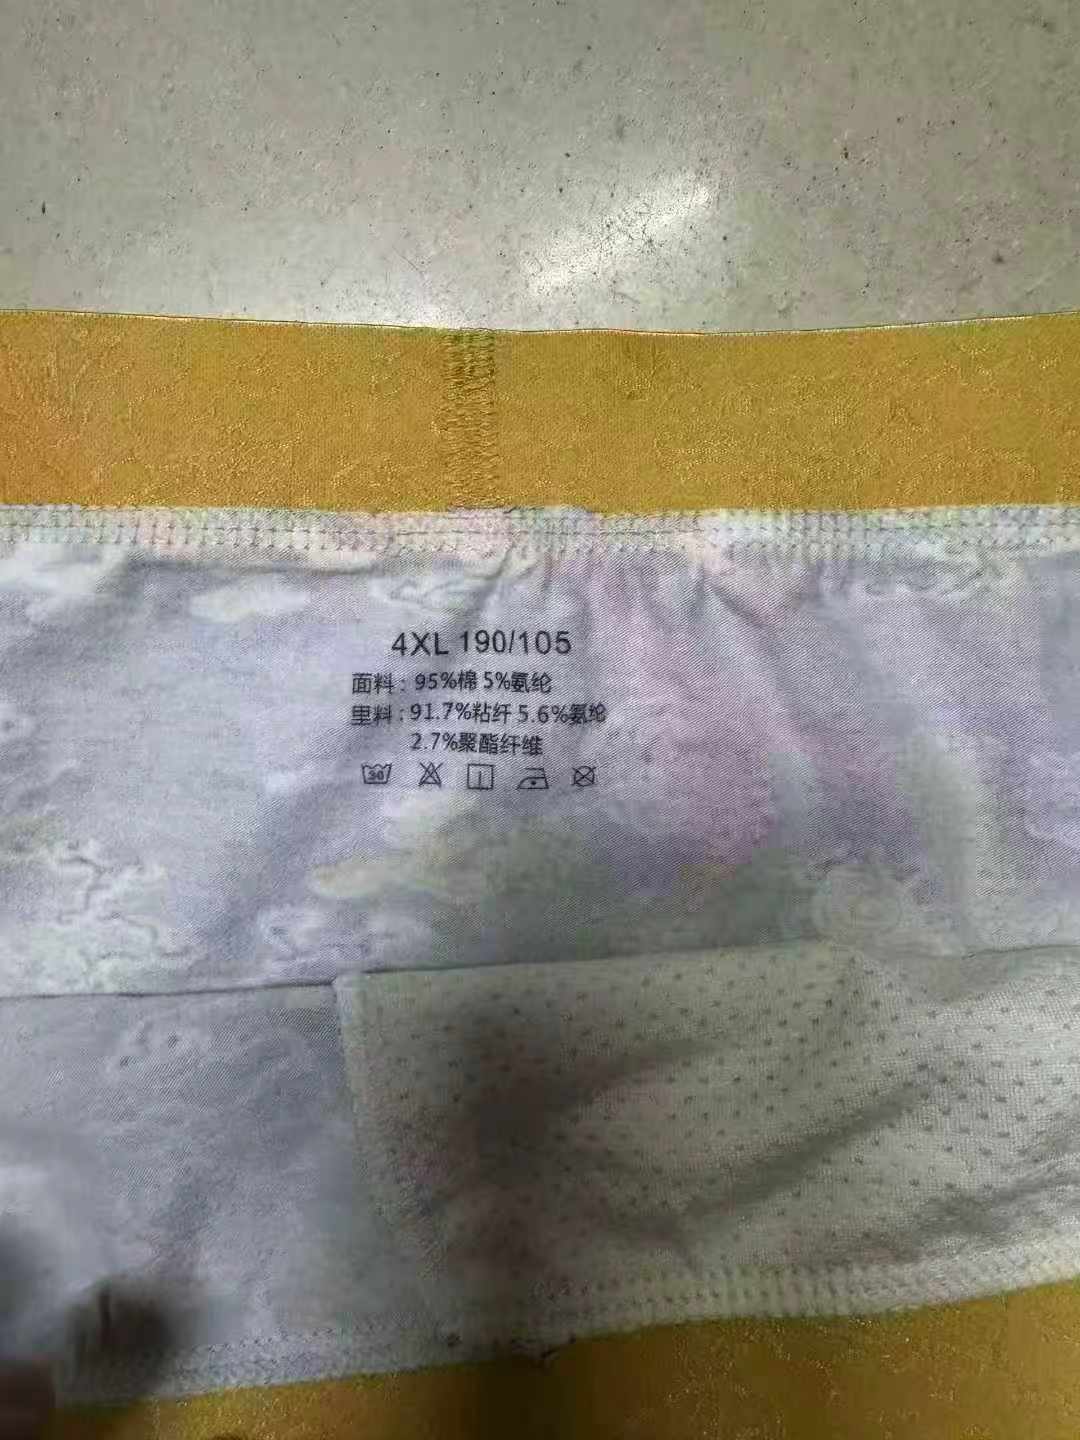 4XL 190/105
面料：95%棉 5%氨纶
里料：91.7%粘纤 5.6%氨纶
2.7%聚酯纤维
30